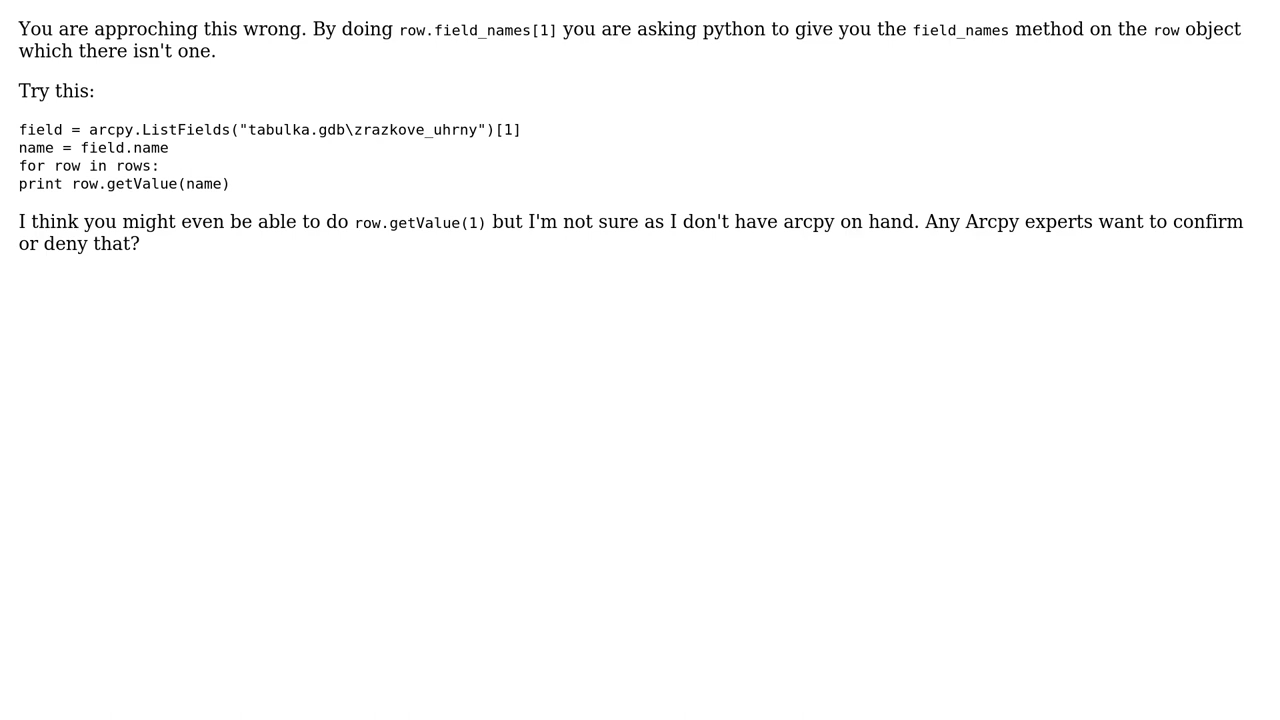 You are approching this wrong. By doing row.field_names[1] you are asking python to give you the field_names method on the row object
which there isn't one.
Try this:
field = arcpy.ListFields("tabulka.gdb\zrazkove_uhrny")[1]
name = field.name
for row in rows:
print row.getValue(name)
I think you might even be able to do row.getValue(1) but I'm not sure as I don't have arcpy on hand. Any Arcpy experts want to confirm
or deny that?